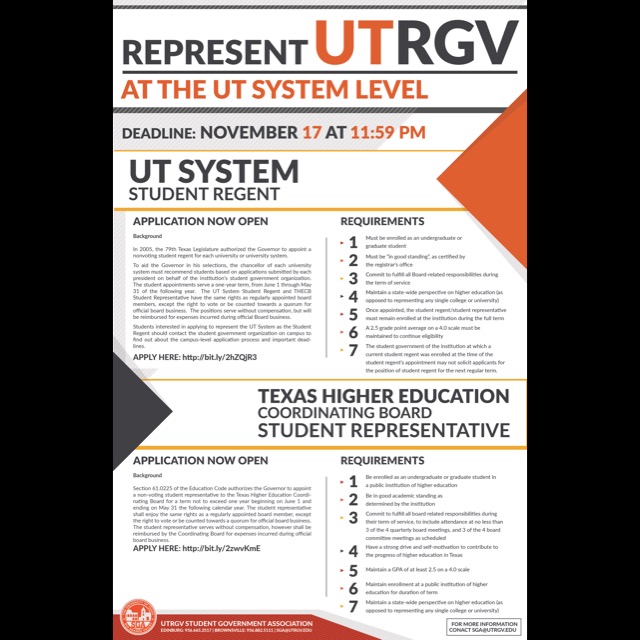 REPRESENT UTRGV
AT THE UT SYSTEM LEVEL
DEADLINE: NOVEMBER 17 AT 11:59 PM
UT SYSTEM
STUDENT REGENT
APPLICATION NOW OPEN
Background
In 2005, the 79th Texas Legislature authorized the Governor to appoint a
nonvoting student regent for each university or university system.
To aid the Governor in his selections, the chancellor of each university
system must recommend students based on applications submitted by each
president on behalf of the institution's student government organization.
The student appointments serve a one-year term, from June 1 through May
31 of the following year. The UT System Student Regent and THECB
Student Representative have the same rights as regularly appointed board
members, except the right to vote or be counted towards a quorum for
official board business. The positions serve without compensation, but will
be reimbursed for expenses incurred during official Board business.
Students interested in applying to represent the UT System as the Student
Regent should contact the student government organization on campus to
find out about the campus-level application process and important dead-
lines.
APPLY HERE: http://bit.ly/2hZQjR3
REQUIREMENTS
1 Must be enrolled as an undergraduate or
graduate student
2 Must be "in good standing", as certified by
the registrar's office
3 Commit to fulfill all Board-related responsibilities during
the term of service
4 Maintain a state-wide perspective on higher education (as
opposed to representing any single college or university)
5 Once appointed, the student regent/student representative
must remain enrolled at the institution during the full term
6 A 2.5 grade point average on a 4.0 scale must be
maintained to continue eligibility
7 The student government of the institution at which a
current student regent was enrolled at the time of the
student regent's appointment may not solicit applicants for
the position of student regent for the next regular term.
TEXAS HIGHER EDUCATION
COORDINATING BOARD
STUDENT REPRESENTATIVE
APPLICATION NOW OPEN
Background
Section 61.0225 of the Education Code authorizes the Governor to appoint
a non-voting student representative to the Texas Higher Education Coordi-
nating Board for a term not to exceed one year beginning on June 1 and
ending on May 31 the following calendar year. The student representative
shall enjoy the same rights as a regularly appointed board member, except
the right to vote or be counted towards a quorum for official board business.
The student representative serves without compensation, however shall be
reimbursed by the Coordinating Board for expenses incurred during official
board business.
APPLY HERE: http://bit.ly/2zwvKmE
REQUIREMENTS
1 Be enrolled as an undergraduate or graduate student in
a public institution of higher education
2 Be in good academic standing as
determined by the institution
3 Commit to fulfill all board related responsibilities during
their term of service, to include attendance at no less than
3 of the 4 quarterly board meetings, and 3 of the 4 board
committee meetings as scheduled
4 Have a strong drive and self-motivation to contribute to
the progress of higher education in Texas
5 Maintain a GPA of at least 2.5 on a 4.0 scale
6 Maintain enrollment at a public institution of higher
education for duration of term
7 Maintain a state-wide perspective on higher education (as
opposed to representing any single college or university)
SGA
UTRGV STUDENT GOVERNMENT ASSOCIATION
EDINBURG: 956.665.2517 | BROWNSVILLE: 956.882.5111 | SGA@UTRGV.EDU
FOR MORE INFORMATION
CONACT SGA@UTRGV.EDU